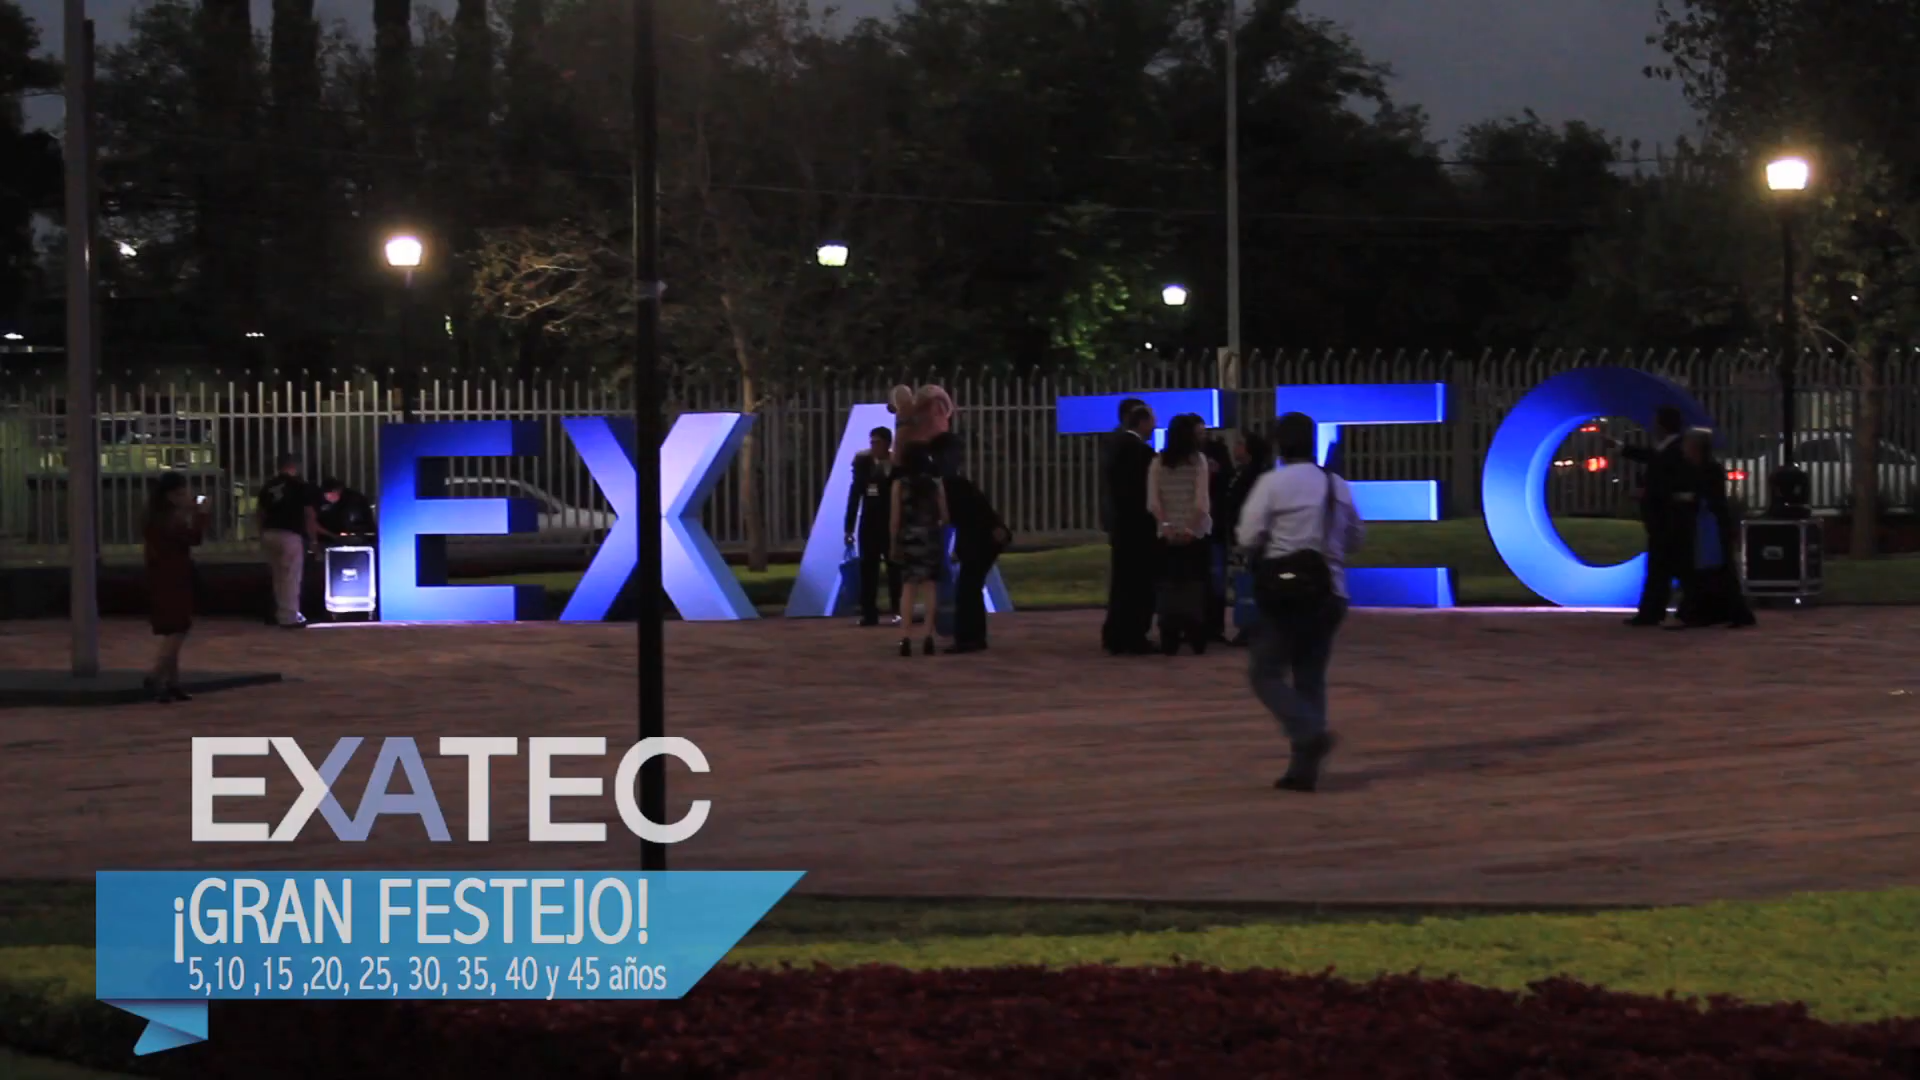 EXATEC
EXATEC
¡GRAN FESTEJO!
5,10 ,15 ,20, 25, 30, 35, 40 y 45 años